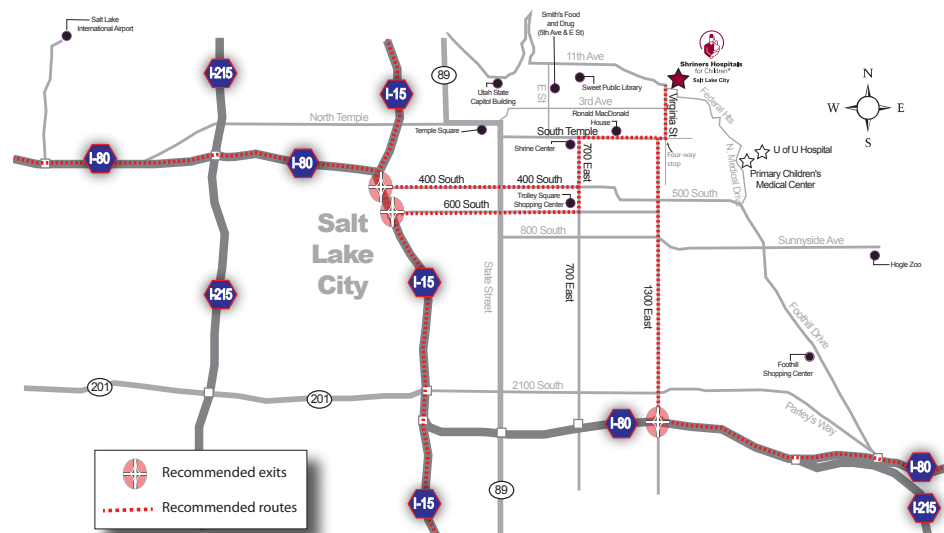 Salt Lake
International Airport
I-215
I-15
89
Smith's Food
and Drug
(5th Ave & E St)
Utah State
Capitol Building
E St
11th Ave
Sweet Public Library
Shriners Hospitals
for Children®
Salt Lake City
N
W
E
S
3rd Ave
Ronald MacDonald
House
Virginia St
Federal Hts
North Temple
Temple Square
South Temple
Shrine Center
700 East
Four-way
stop
N. Medical Drive
U of U Hospital
Primary Children's
Medical Center
I-80
I-80
400 South
400 South
Trolley Square
Shopping Center
500 South
600 South
Salt
Lake
City
800 South
Sunnyside Ave
Hogle Zoo
I-215
I-15
State Street
700 East
1300 East
Foothill Drive
Foothill
Shopping Center
201
201
2100 South
Parley's Way
I-80
I-80
I-215
89
I-15
Recommended exits
Recommended routes